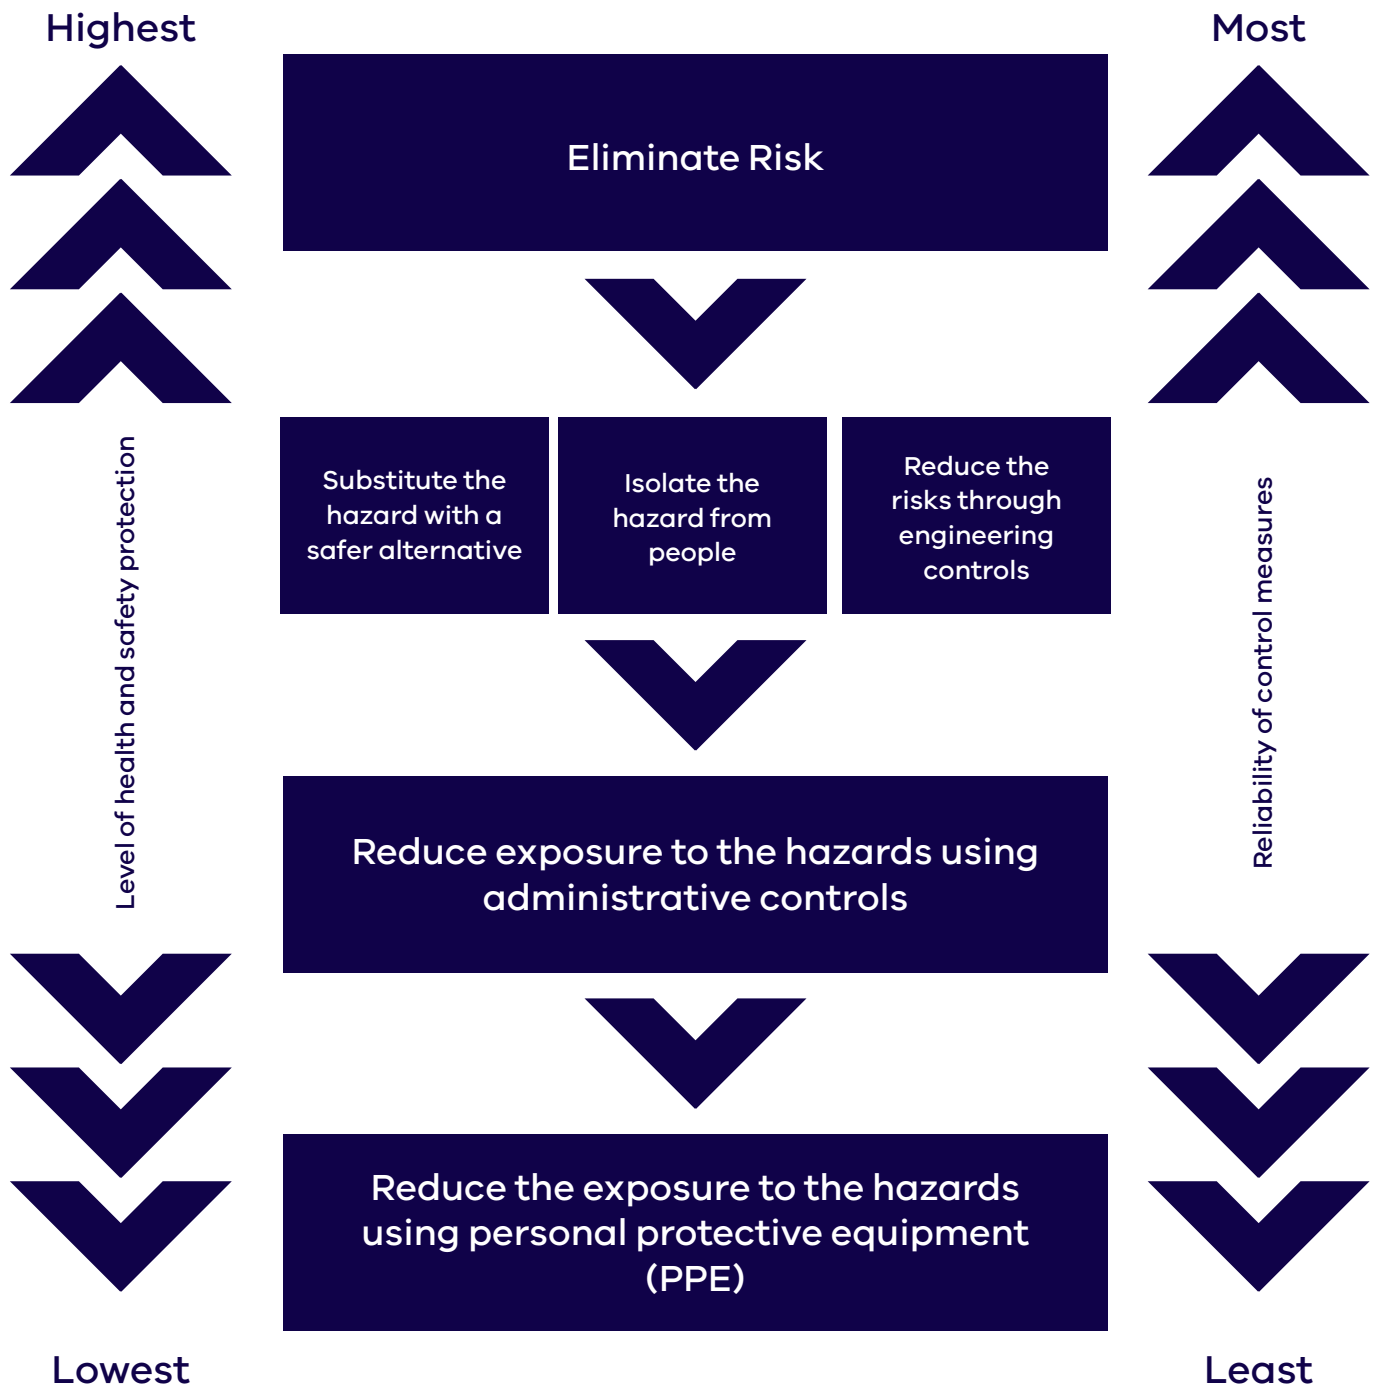 Highest
Most
Eliminate Risk
Substitute the
hazard with a
safer alternative
Isolate the
hazard from
people
Reduce the
risks through
engineering
controls
Level of health and safety protection
Reliability of control measures
Reduce exposure to the hazards using
administrative controls
Reduce the exposure to the hazards
using personal protective equipment
(PPE)
Lowest
Least